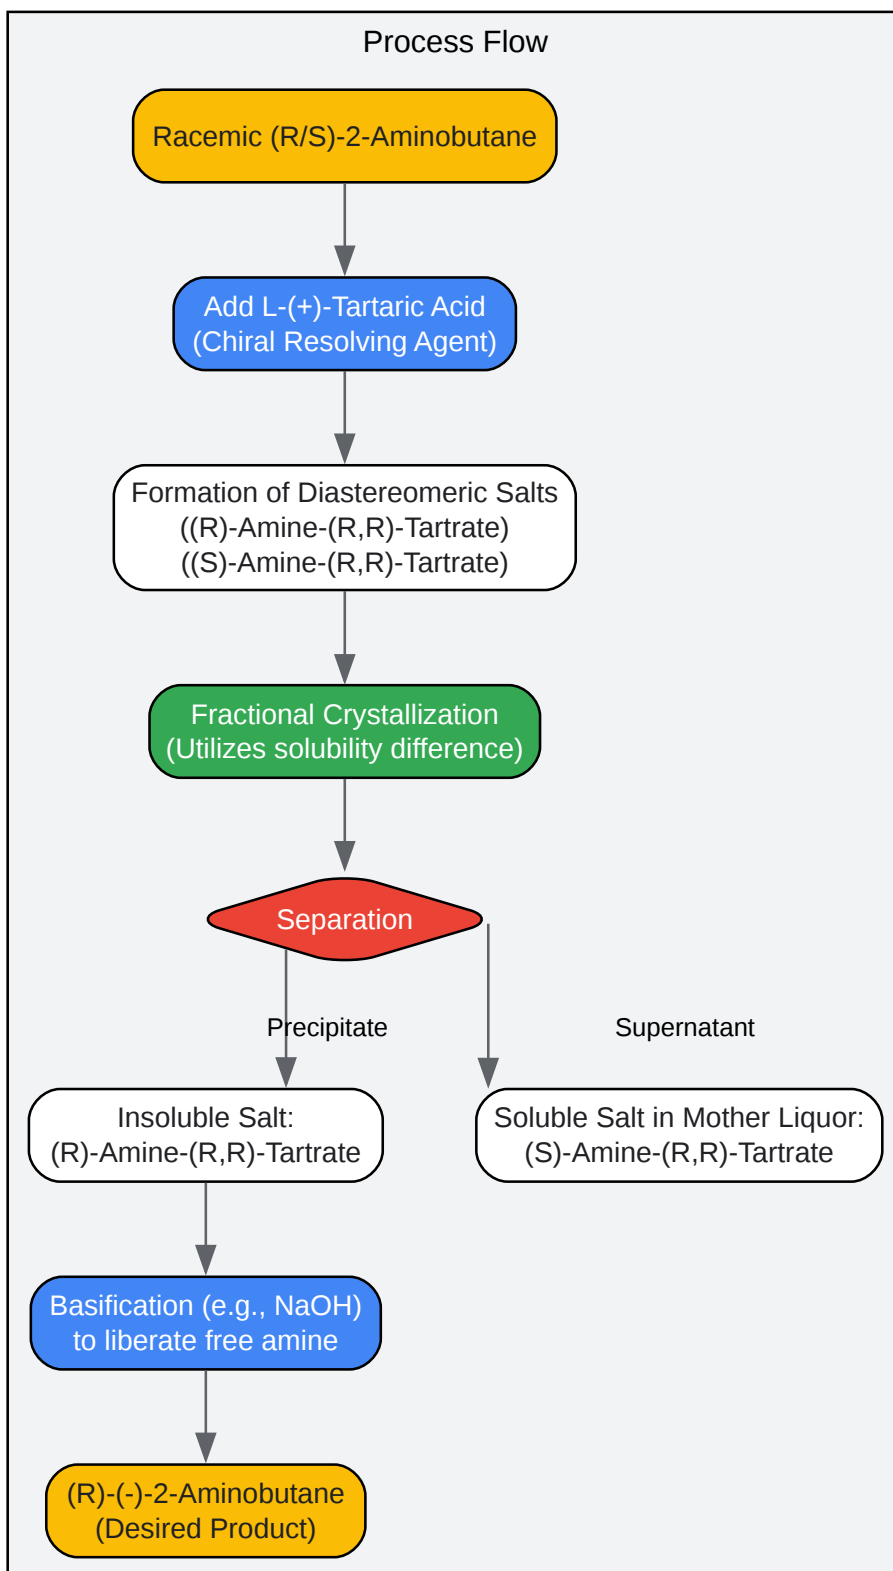 Process Flow
Racemic (R/S)-2-Aminobutane
Add L-(+)-Tartaric Acid
(Chiral Resolving Agent)
Formation of Diastereomeric Salts
((R)-Amine-(R,R)-Tartrate)
((S)-Amine-(R,R)-Tartrate)
Fractional Crystallization
(Utilizes solubility difference)
Separation
Precipitate
Supernatant
Insoluble Salt:
(R)-Amine-(R,R)-Tartrate
Soluble Salt in Mother Liquor:
(S)-Amine-(R,R)-Tartrate
Basification (e.g., NaOH)
to liberate free amine
(R)-(-)-2-Aminobutane
(Desired Product)